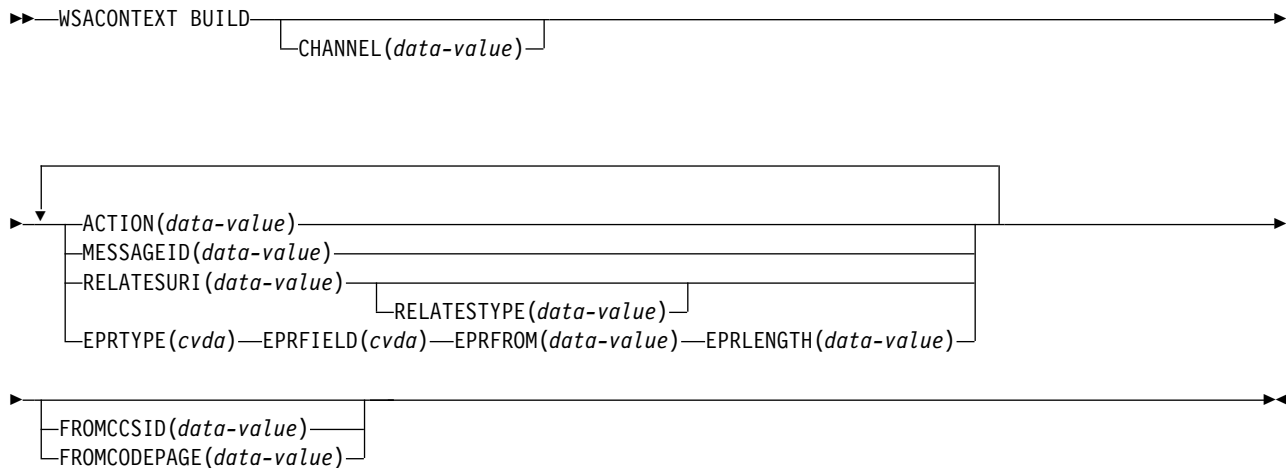 WSACONTEXT BUILD
CHANNEL(data-value)
ACTION(data-value)
MESSAGEID(data-value)
RELATESURI(data-value)
RELATESTYPE(data-value)
EPRTYPE(cvda) EPRFIELD(cvda) EPRFROM(data-value) EPRLENGTH(data-value)
FROMCCSID(data-value)
FROMCODEPAGE(data-value)